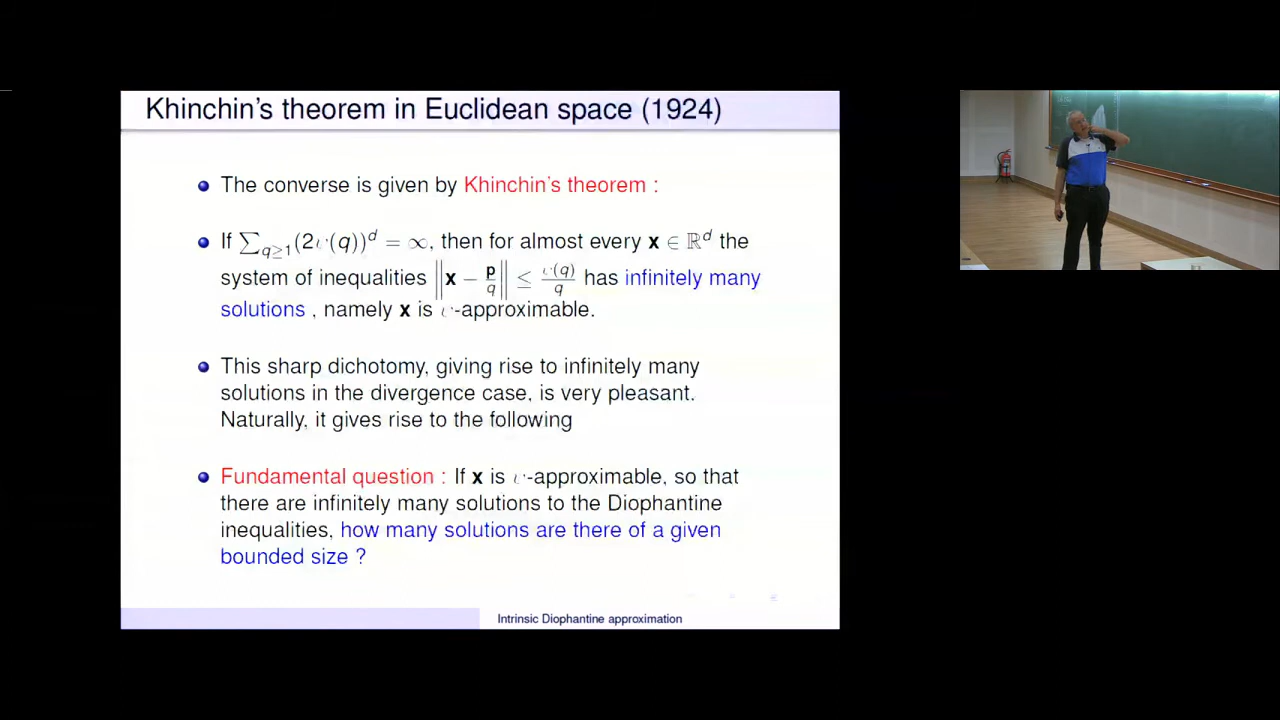 Khinchin's theorem in Euclidean space (1924)
The converse is given by Khinchin's theorem :
If ∑_{q≥1}(2ψ(q))^d = ∞, then for almost every x ∈ ℝ^d the
system of inequalities ‖x − p/q‖ ≤ ψ(q)/q has infinitely many
solutions , namely x is ψ-approximable.
This sharp dichotomy, giving rise to infinitely many
solutions in the divergence case, is very pleasant.
Naturally, it gives rise to the following
Fundamental question : If x is ψ-approximable, so that
there are infinitely many solutions to the Diophantine
inequalities, how many solutions are there of a given
bounded size ?
Intrinsic Diophantine approximation